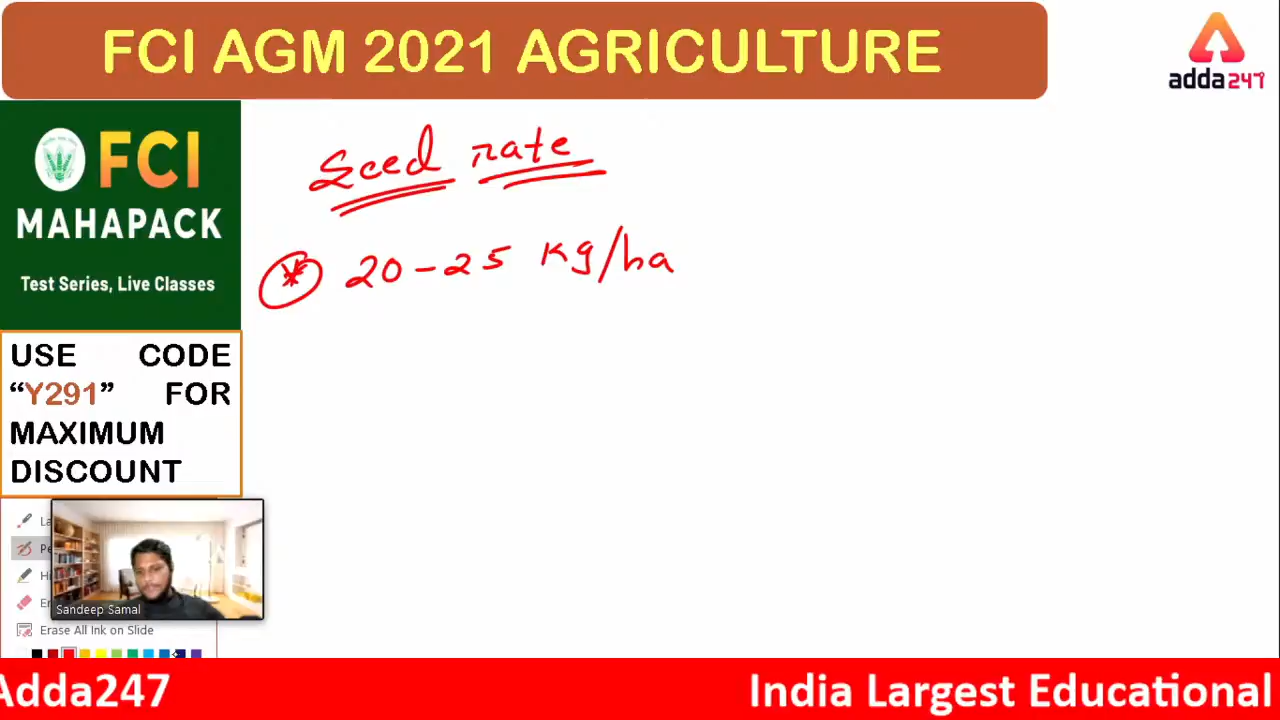 FCI AGM 2021 AGRICULTURE
adda247
FCI
MAHAPACK
Test Series, Live Classes
USE CODE
“Y291” FOR
MAXIMUM
DISCOUNT
Seed rate
* 20-25 kg/ha
Sandeep Samal
Erase All Ink on Slide
Adda247
India Largest Educational